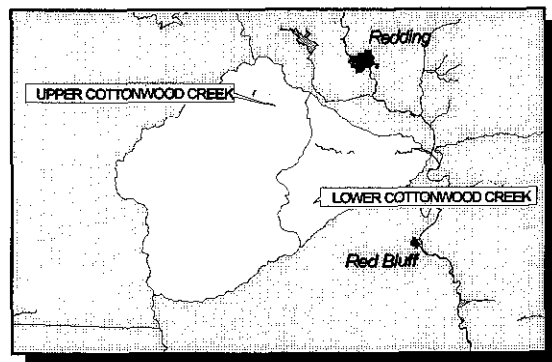 Redding
UPPER COTTONWOOD CREEK
LOWER COTTONWOOD CREEK
Red Bluff